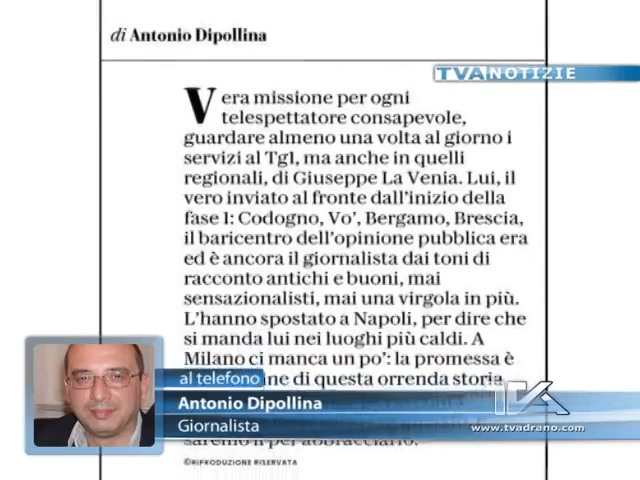 di Antonio Dipollina
TVA NOTIZIE
Vera missione per ogni
telespettatore consapevole,
guardare almeno una volta al giorno i
servizi al Tg1, ma anche in quelli
regionali, di Giuseppe La Venia. Lui, il
vero inviato al fronte dall'inizio della
fase 1: Codogno, Vo', Bergamo, Brescia,
il baricentro dell'opinione pubblica era
ed è ancora il giornalista dai toni di
racconto antichi e buoni, mai
sensazionalisti, mai una virgola in più.
L'hanno spostato a Napoli, per dire che
si manda lui nei luoghi più caldi. A
Milano ci manca un po': la promessa è
di questa orrenda storia
saremo lì per abbracciarlo.
©RIPRODUZIONE RISERVATA
al telefono
Antonio Dipollina
Giornalista
www.tvadrano.com